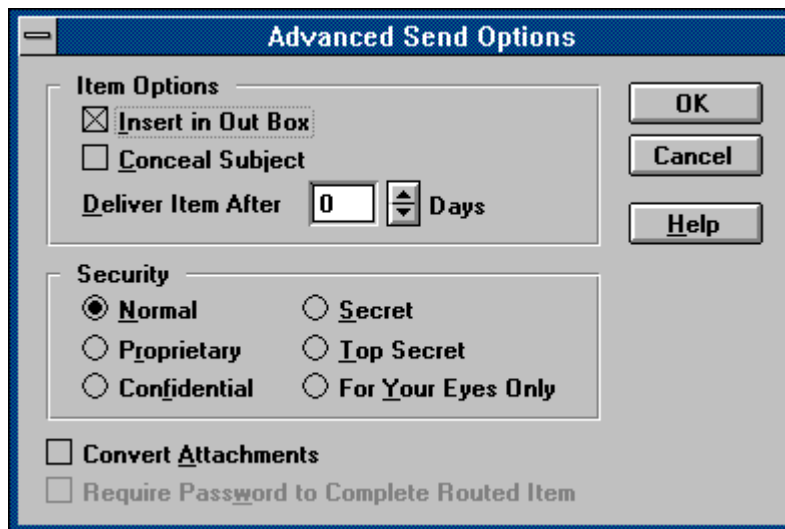 Advanced Send Options
Item Options
Insert in Out Box
Conceal Subject
Deliver Item After 0 Days
OK
Cancel
Help
Security
Normal
Secret
Proprietary
Top Secret
Confidential
For Your Eyes Only
Convert Attachments
Require Password to Complete Routed Item